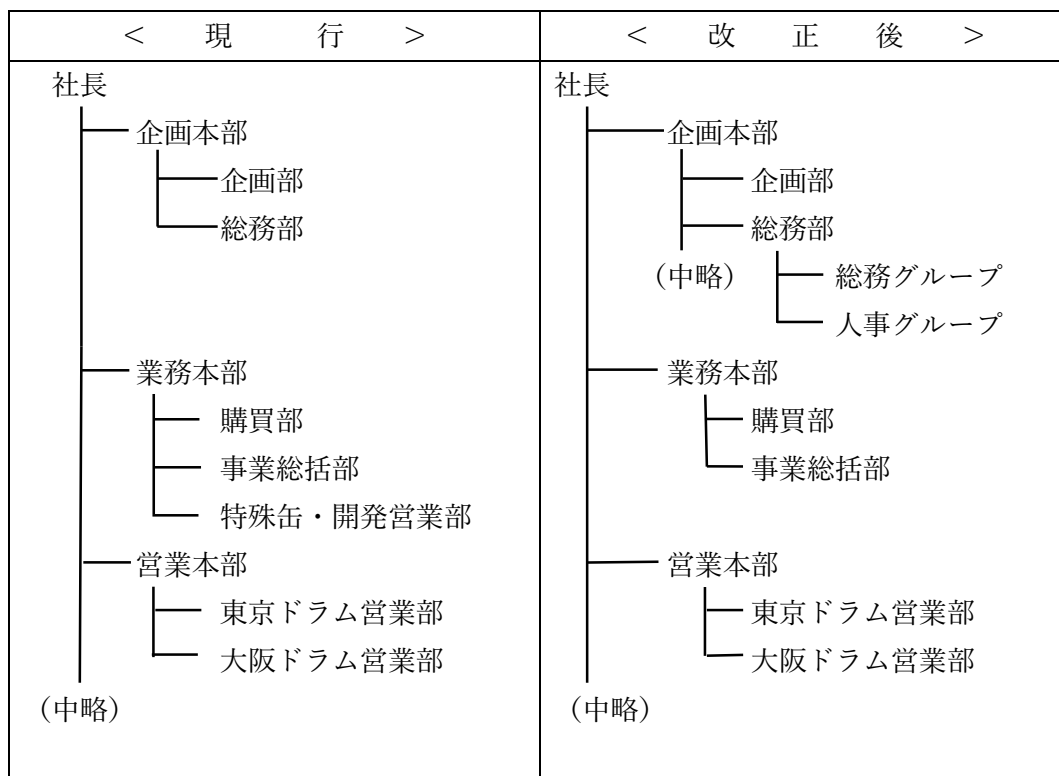 < 現 行 >
社長
企画本部
企画部
総務部
業務本部
購買部
事業総括部
特殊缶・開発営業部
営業本部
東京ドラム営業部
大阪ドラム営業部
(中略)
< 改 正 後 >
社長
企画本部
企画部
総務部
(中略)
総務グループ
人事グループ
業務本部
購買部
事業総括部
営業本部
東京ドラム営業部
大阪ドラム営業部
(中略)